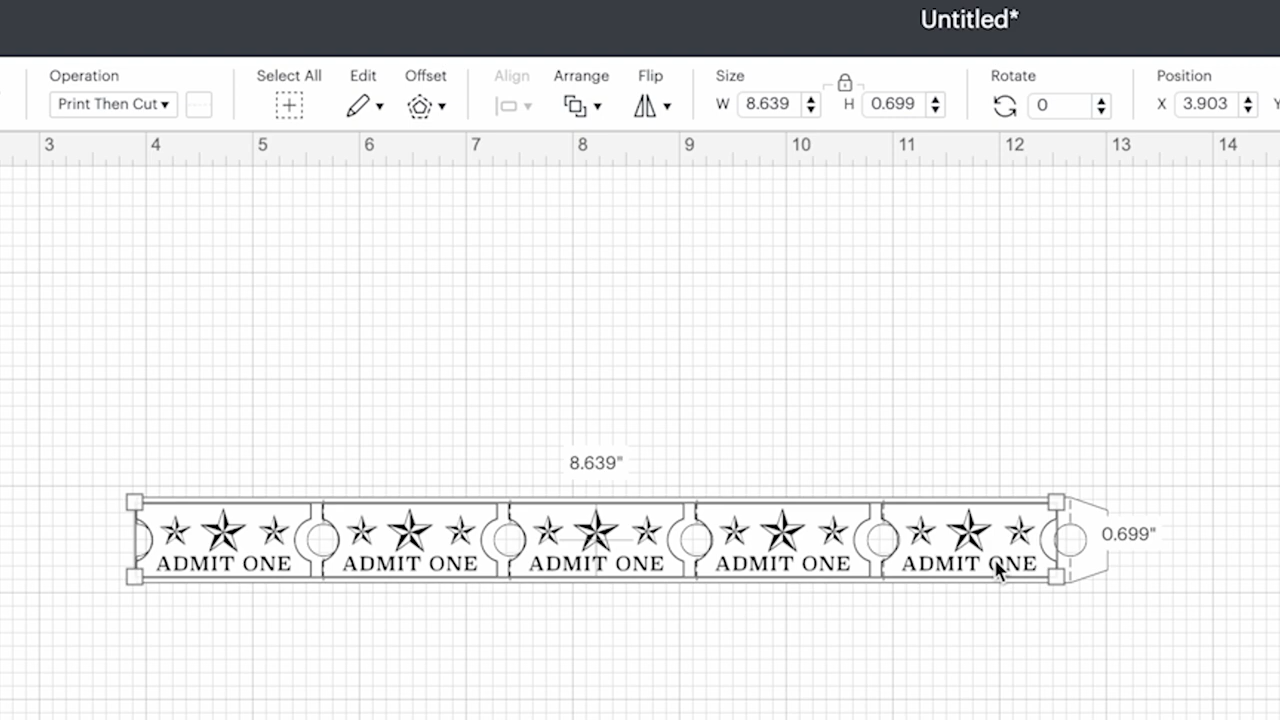 Untitled*
Operation Select All Edit Offset Align Arrange Flip Size Rotate Position
Print Then Cut W 8.639 H 0.699 0 X 3.903 Y
3 4 5 6 7 8 9 10 11 12 13 14
8.639"
0.699"
ADMIT ONE ADMIT ONE ADMIT ONE ADMIT ONE ADMIT ONE